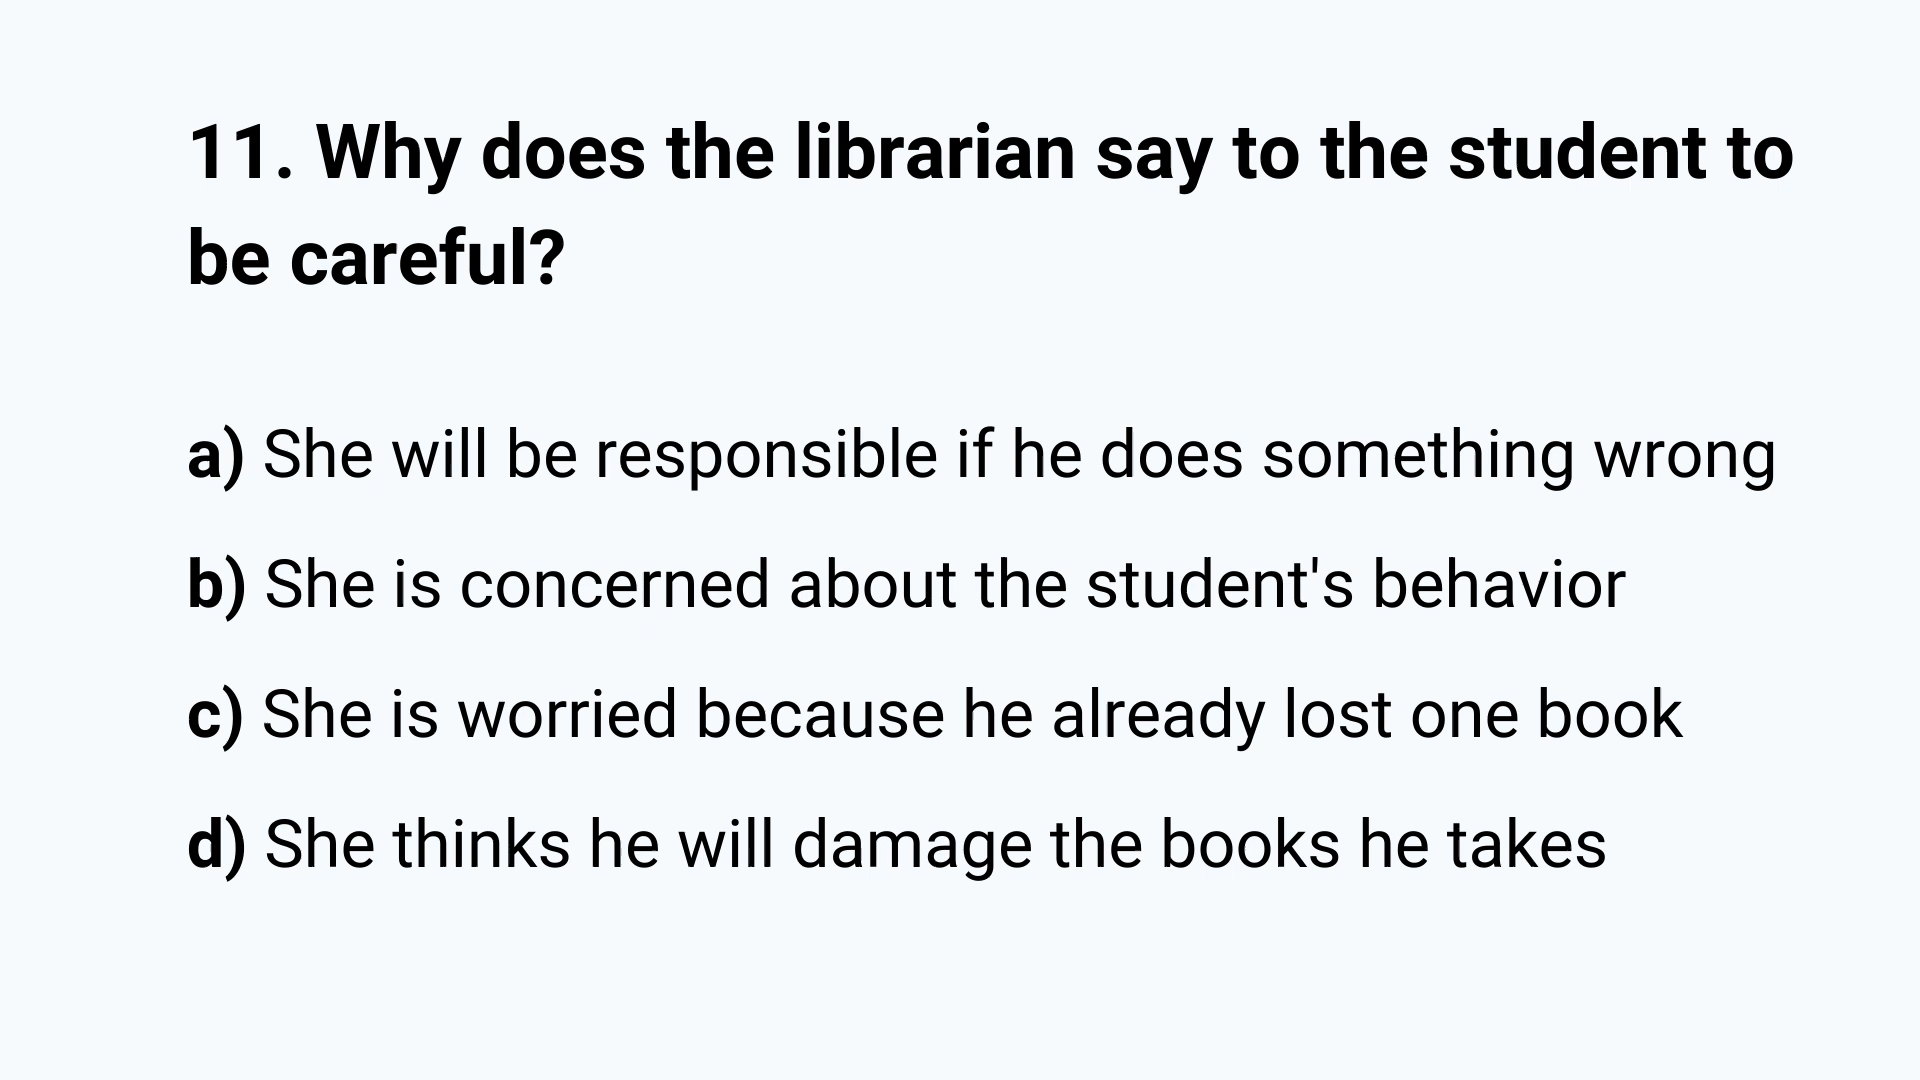 11. Why does the librarian say to the student to
be careful?
a) She will be responsible if he does something wrong
b) She is concerned about the student's behavior
c) She is worried because he already lost one book
d) She thinks he will damage the books he takes